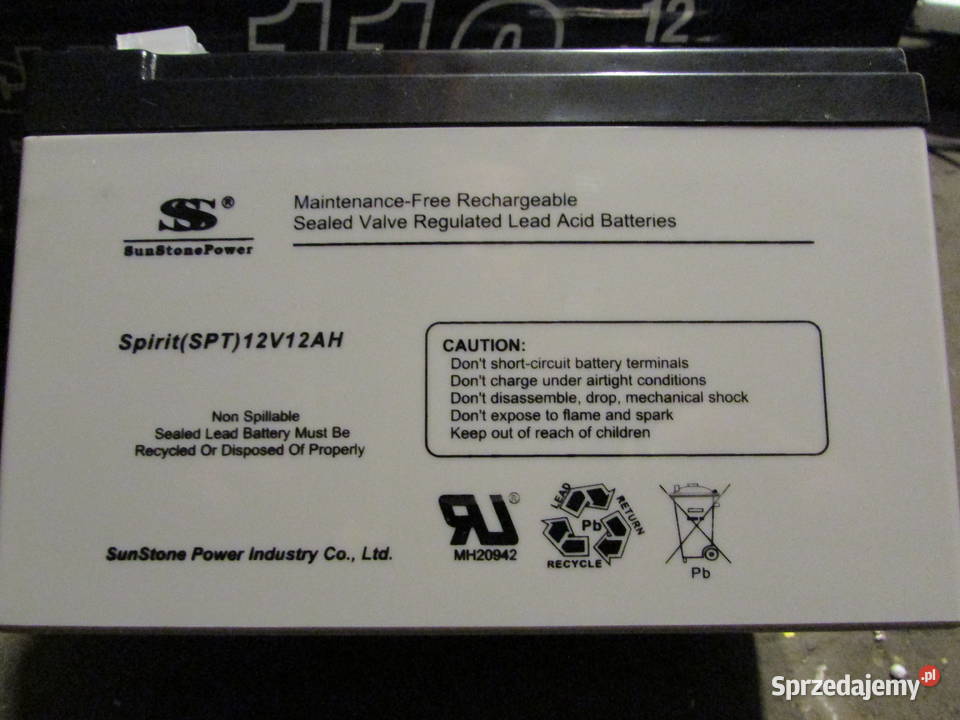 110 12
SS®
SunStonePower
Maintenance-Free Rechargeable
Sealed Valve Regulated Lead Acid Batteries
Spirit(SPT)12V12AH
Non Spillable
Sealed Lead Battery Must Be
Recycled Or Disposed Of Properly
CAUTION:
Don't short-circuit battery terminals
Don't charge under airtight conditions
Don't disassemble, drop, mechanical shock
Don't expose to flame and spark
Keep out of reach of children
SunStone Power Industry Co., Ltd.
RU®
MH20942
LEAD
RETURN
Pb
RECYCLE
Pb
Sprzedajemy.pl